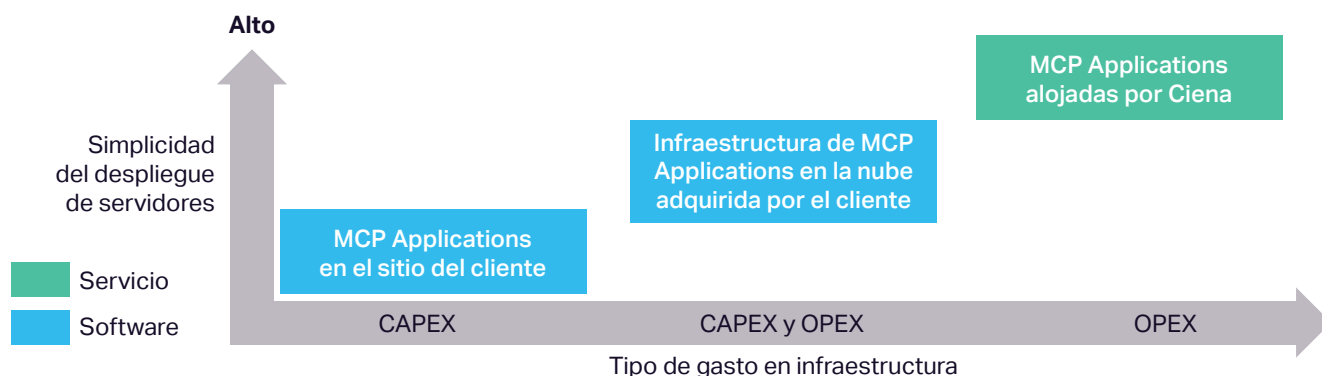 Alto
Simplicidad
del despliegue
de servidores
MCP Applications
alojadas por Ciena
Infraestructura de MCP
Applications en la nube
adquirida por el cliente
MCP Applications
en el sitio del cliente
Servicio
Software
CAPEX
CAPEX y OPEX
OPEX
Tipo de gasto en infraestructura